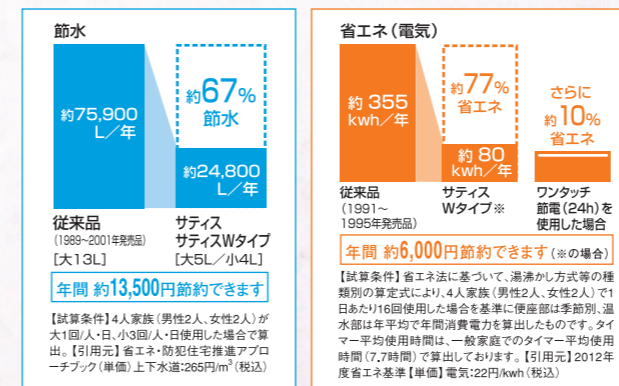 節水
約75,900
L／年
約67%
節水
約24,800
L／年
従来品
(1989～2001年発売品)
[大13L]
サティス
サティスWタイプ
[大5L／小4L]
年間 約13,500円節約できます
【試算条件】4人家族（男性2人、女性2人）が
大1回/人・日、小3回/人・日使用した場合で算
出。【引用元】省エネ・防犯住宅推進アプロ
ーチブック（単価）上下水道：265円/m³（税込）
省エネ（電気）
約 355
kwh／年
約77%
省エネ
約 80
kwh／年
さらに
約10%
省エネ
従来品
(1991～
1995年発売品)
サティス
Wタイプ※
ワンタッチ
節電(24h)を
使用した場合
年間 約6,000円節約できます(※の場合)
【試算条件】省エネ法に基づいて、湯沸かし方式等の種
類別の算定式により、4人家族（男性2人、女性2人）で1
日あたり16回使用した場合を基準に便座部は季節別、温
水部は年平均で年間消費電力を算出したものです。タイ
マー平均使用時間は、一般家庭でのタイマー平均使用
時間（7.7時間）で算出しております。【引用元】2012年
度省エネ基準【単価】電気：22円/kwh（税込）